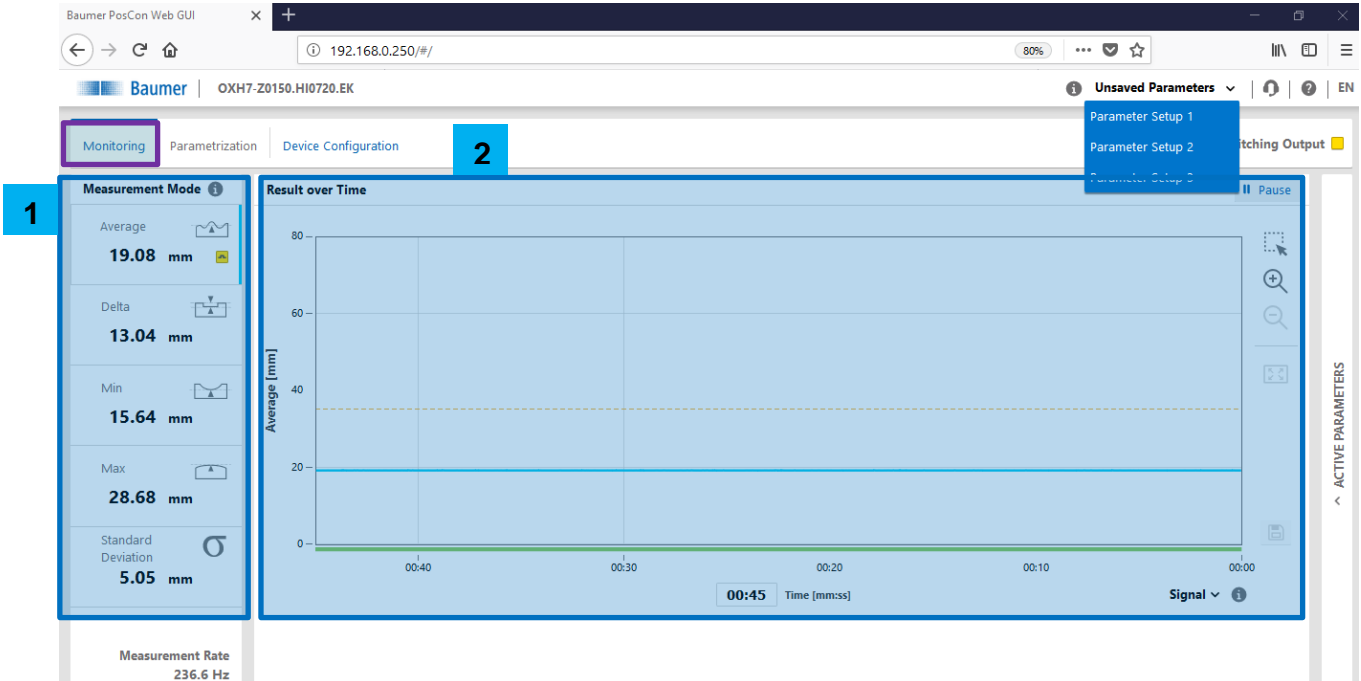 Baumer PosCon Web GUI
192.168.0.250/#/
80%
Baumer | OXH7-Z0150.HI0720.EK
Unsaved Parameters
EN
Parameter Setup 1
Parameter Setup 2
Parameter Setup 3
Monitoring
Parametrization
Device Configuration
2
itching Output
1
Measurement Mode
Average
19.08 mm
Delta
13.04 mm
Min
15.64 mm
Max
28.68 mm
Standard
Deviation
5.05 mm
Measurement Rate
236.6 Hz
Result over Time
Pause
Average [mm]
80
60
40
20
0
00:40
00:30
00:20
00:10
00:00
00:45 Time [mm:ss]
Signal
ACTIVE PARAMETERS